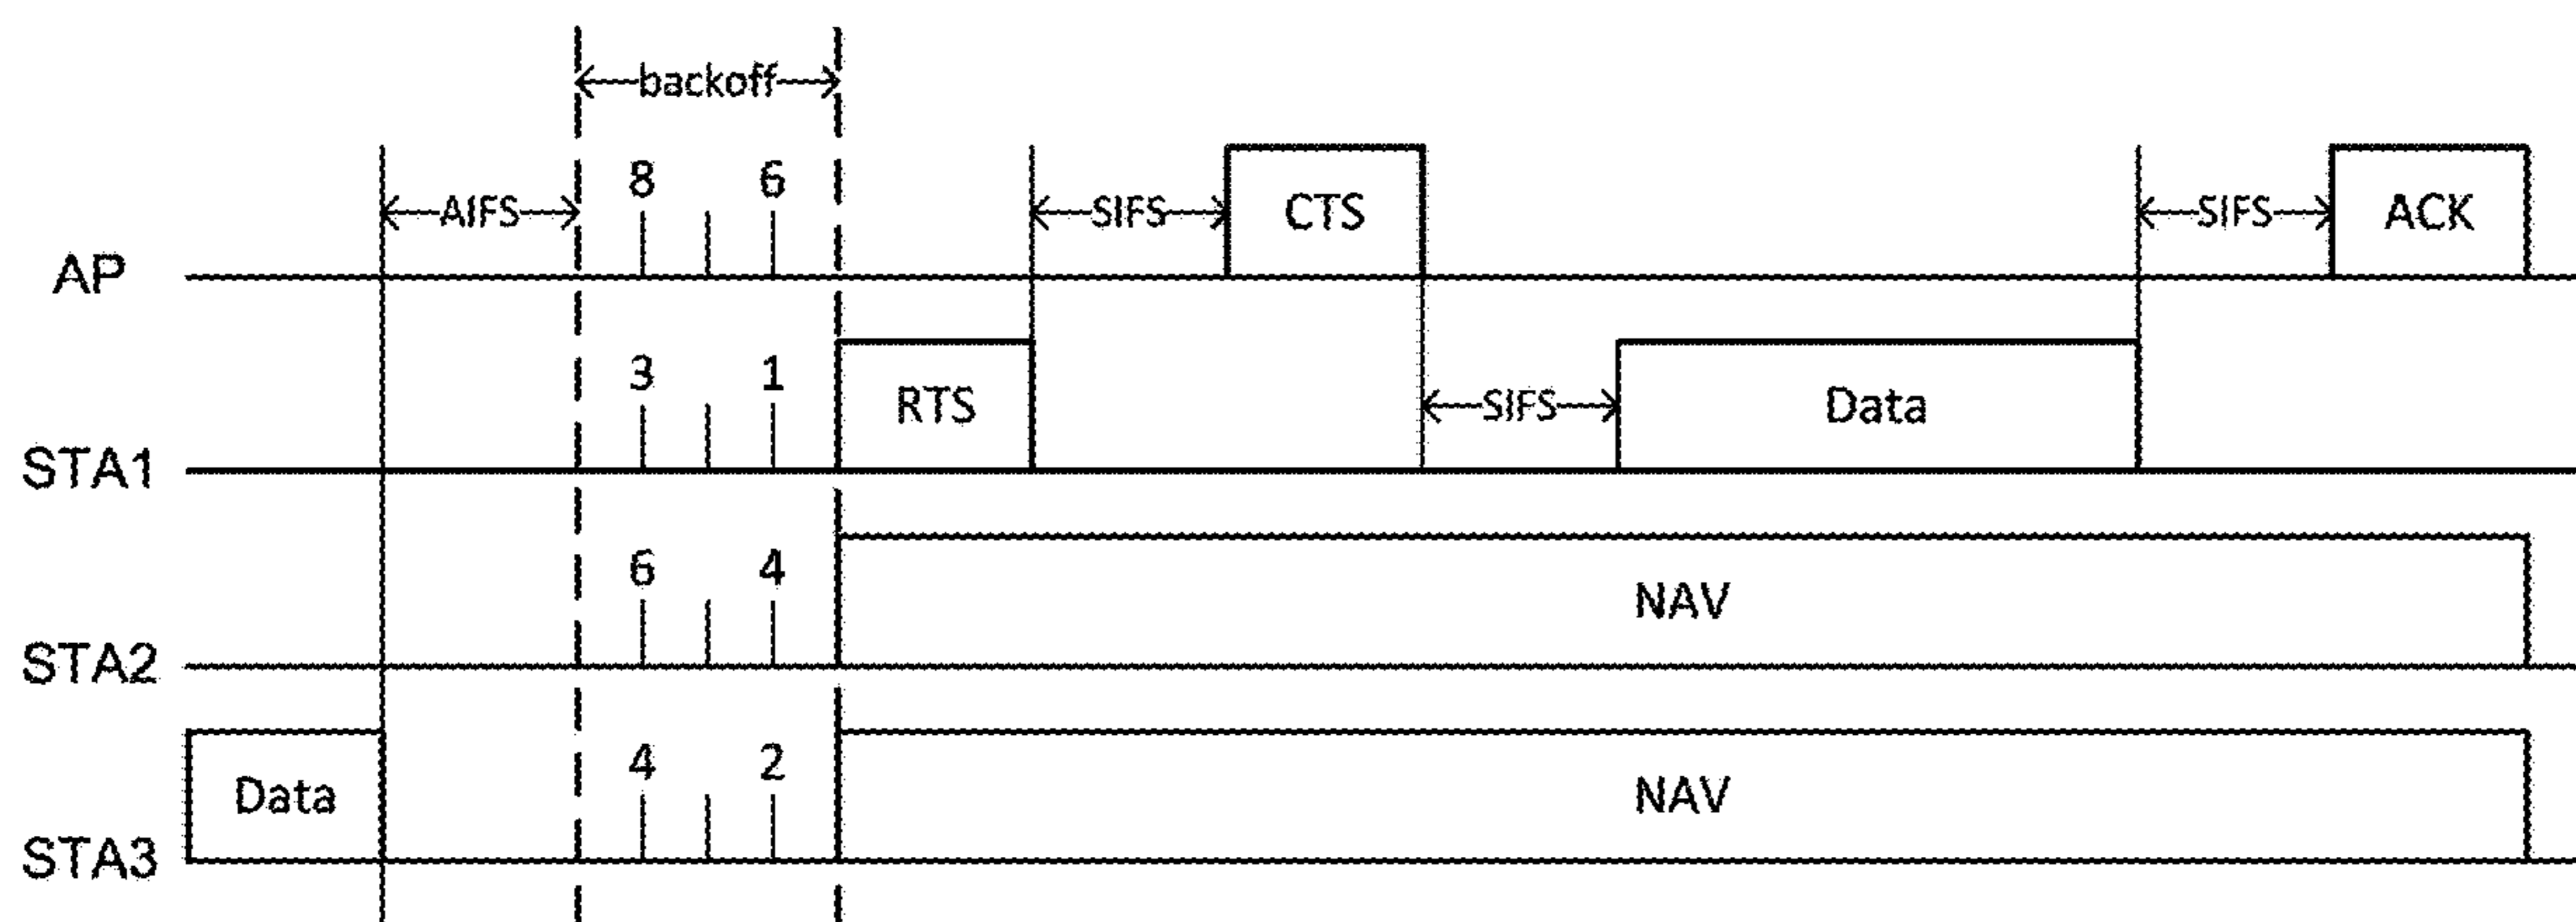 backoff
8 6
AIFS SIFS CTS SIFS ACK
AP
3 1
RTS SIFS Data
STA1
6 4
NAV
STA2
4 2
Data NAV
STA3